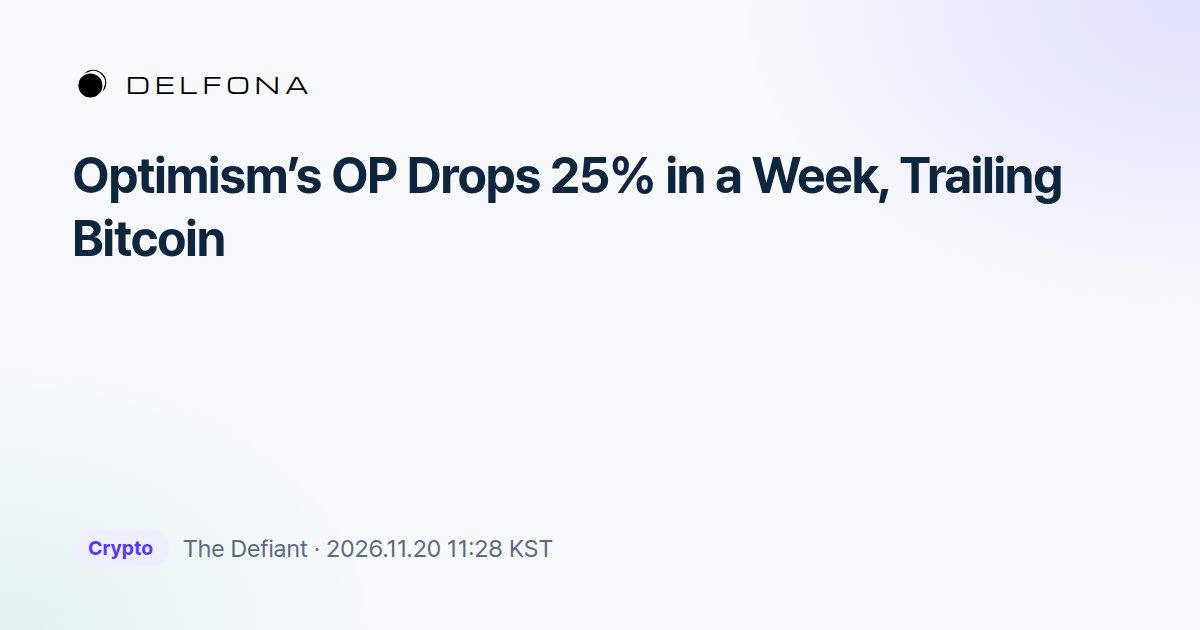 DELFONA
Optimism’s OP Drops 25% in a Week, Trailing
Bitcoin
Crypto The Defiant · 2026.11.20 11:28 KST